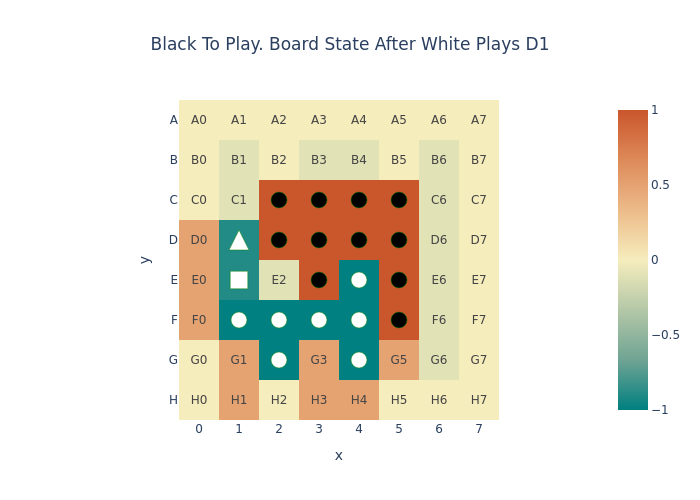 Black To Play. Board State After White Plays D1
A A0 A1 A2 A3 A4 A5 A6 A7
B B0 B1 B2 B3 B4 B5 B6 B7
C C0 C1 C6 C7
D D0 D6 D7
E E0 E2 E6 E7
F F0 F6 F7
G G0 G1 G3 G5 G6 G7
H H0 H1 H2 H3 H4 H5 H6 H7
0 1 2 3 4 5 6 7
x
y
1
0.5
0
−0.5
−1